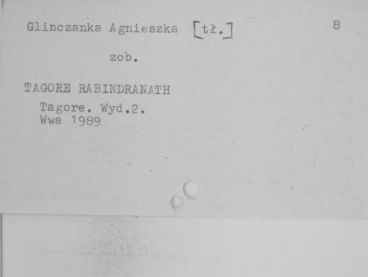 Glinczanka Agnieszka [tł.] 8
zob.
TAGORE RABINDRANATH
Tagore. Wyd.2.
Wwa 1989